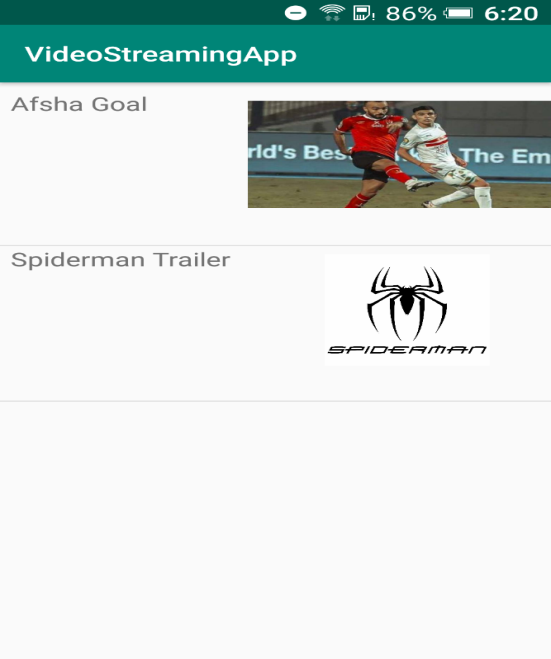 86% 6:20
VideoStreamingApp
Afsha Goal
rld's Bes
The Em
Spiderman Trailer
SPIDERMAN